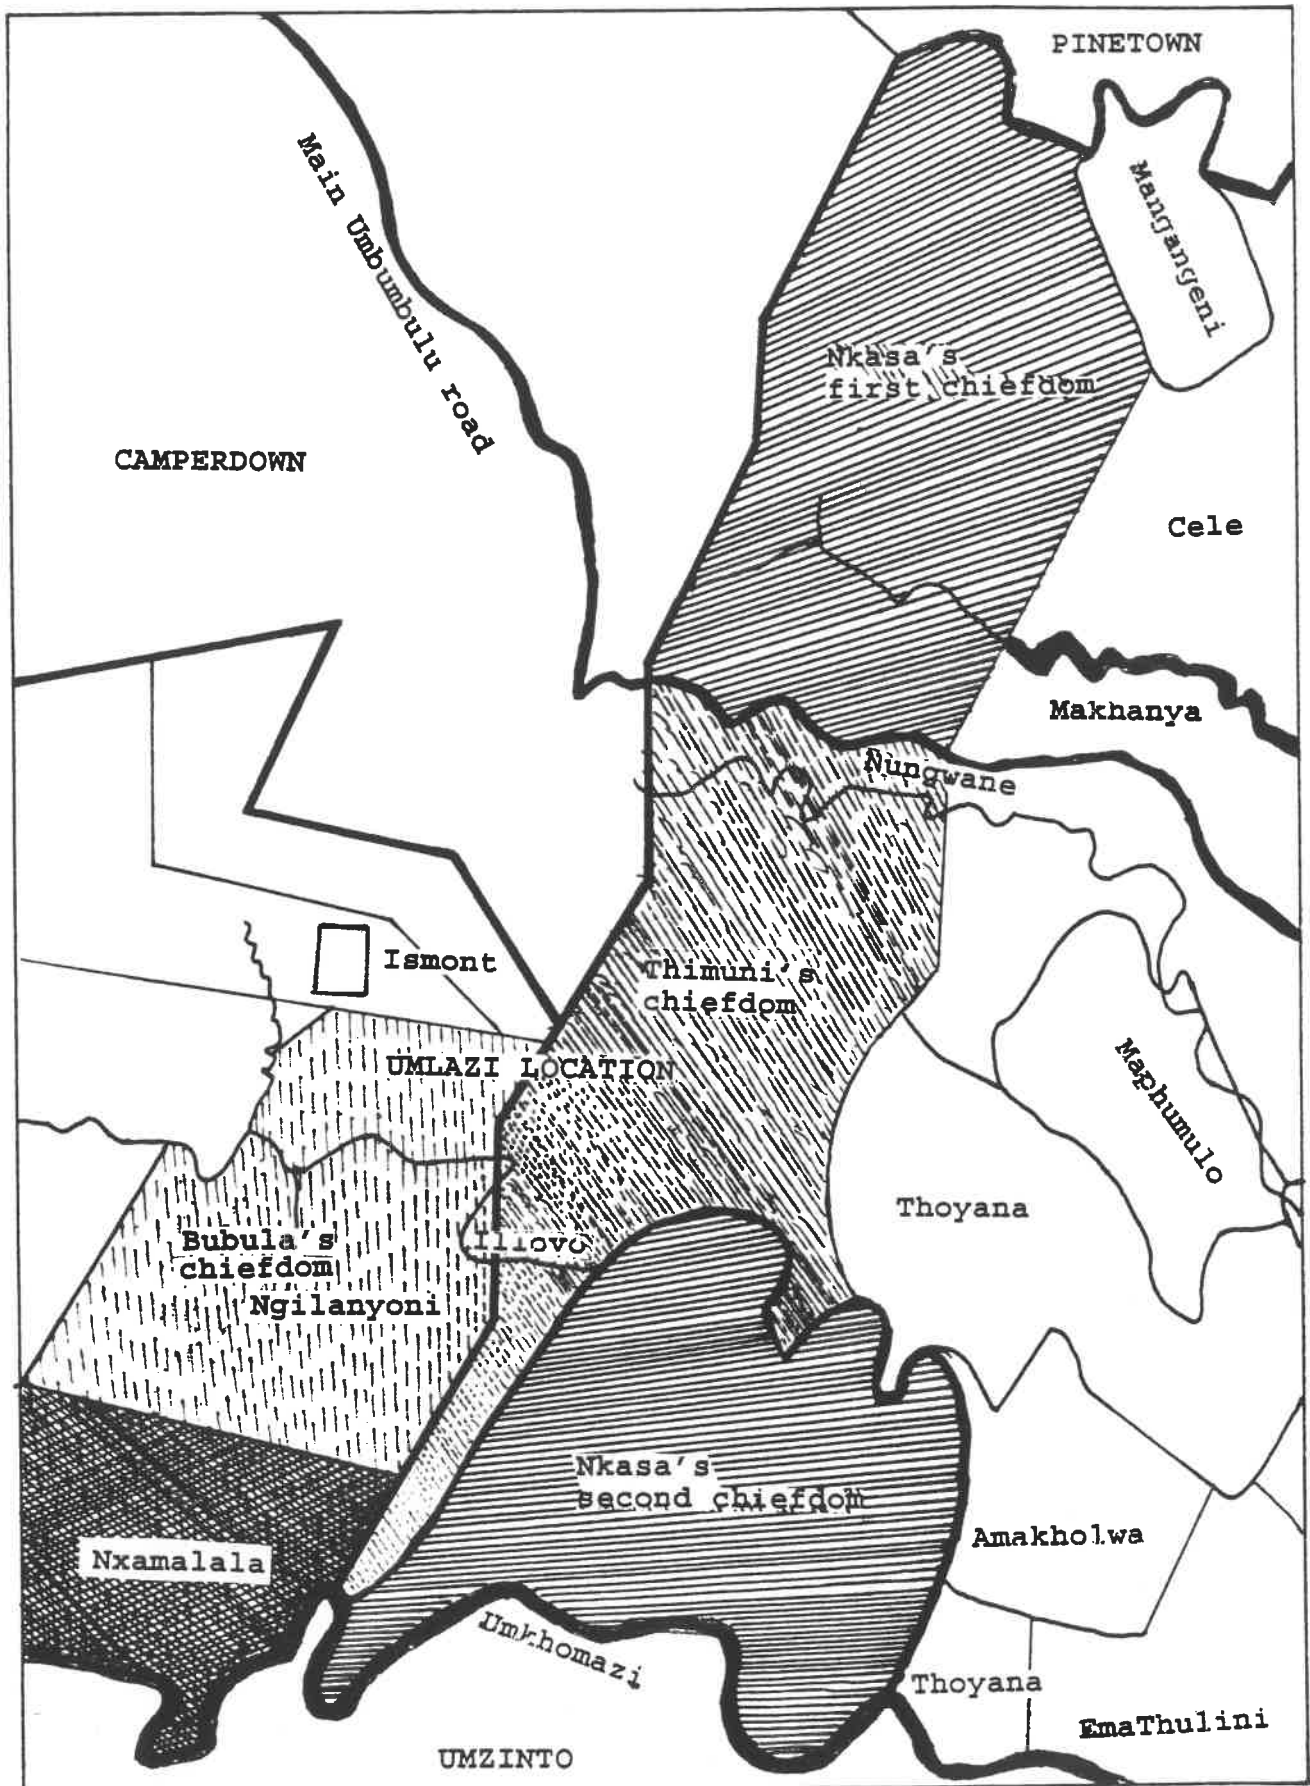 PINETOWN
Mangangeni
Main Umbumbulu road
Nkasa's
first chiefdom
CAMPERDOWN
Cele
Makhanya
Nungwane
Ismont
Thimuni's
chiefdom
UMLAZI LOCATION
Maphumulo
Thoyana
Bubula's
chiefdom
Illovo
Ngilanyoni
Nkasa's
second chiefdom
Amakholwa
Nxamalala
Umkhomazi
Thoyana
EmaThulini
UMZINTO